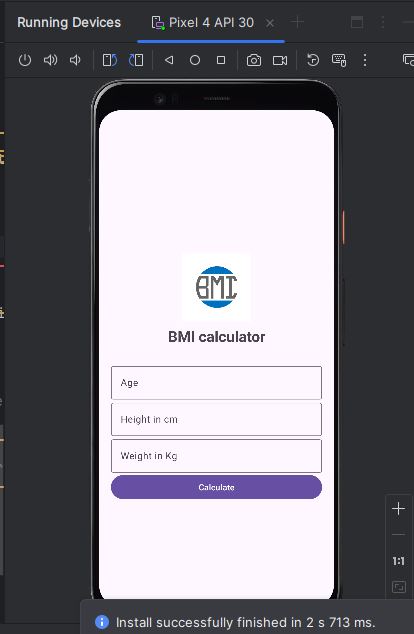 Running Devices
Pixel 4 API 30
BMI
BMI calculator
Age
Height in cm
Weight in Kg
Calculate
1:1
Install successfully finished in 2 s 713 ms.